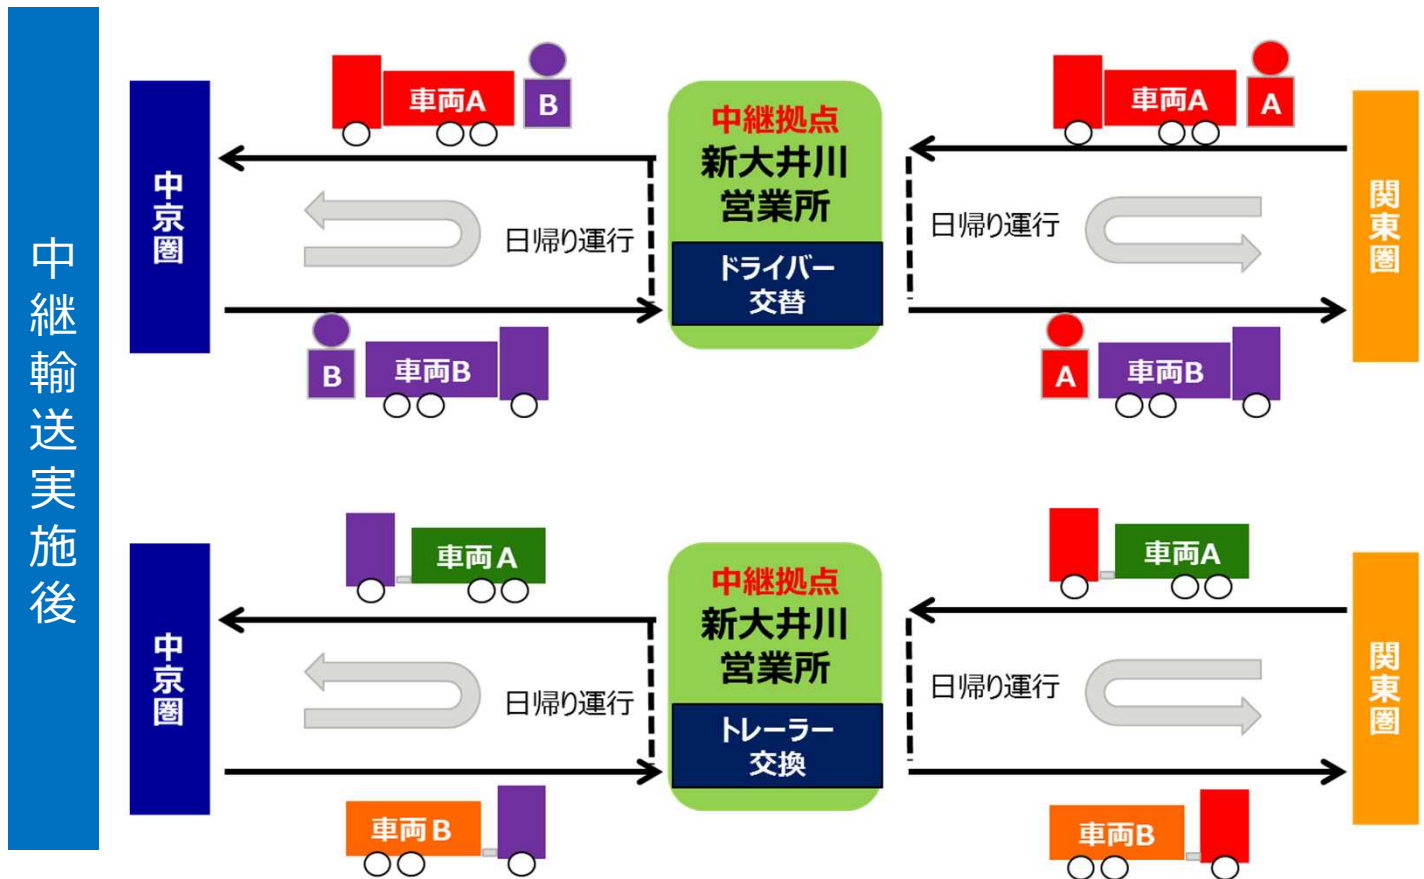 中継輸送実施後
車両A
B
車両A
A
中京圏
中継拠点
新大井川
営業所
ドライバー
交替
日帰り運行
日帰り運行
関東圏
B
車両B
A
車両B
車両A
車両A
中京圏
中継拠点
新大井川
営業所
トレーラー
交換
日帰り運行
日帰り運行
関東圏
車両B
車両B